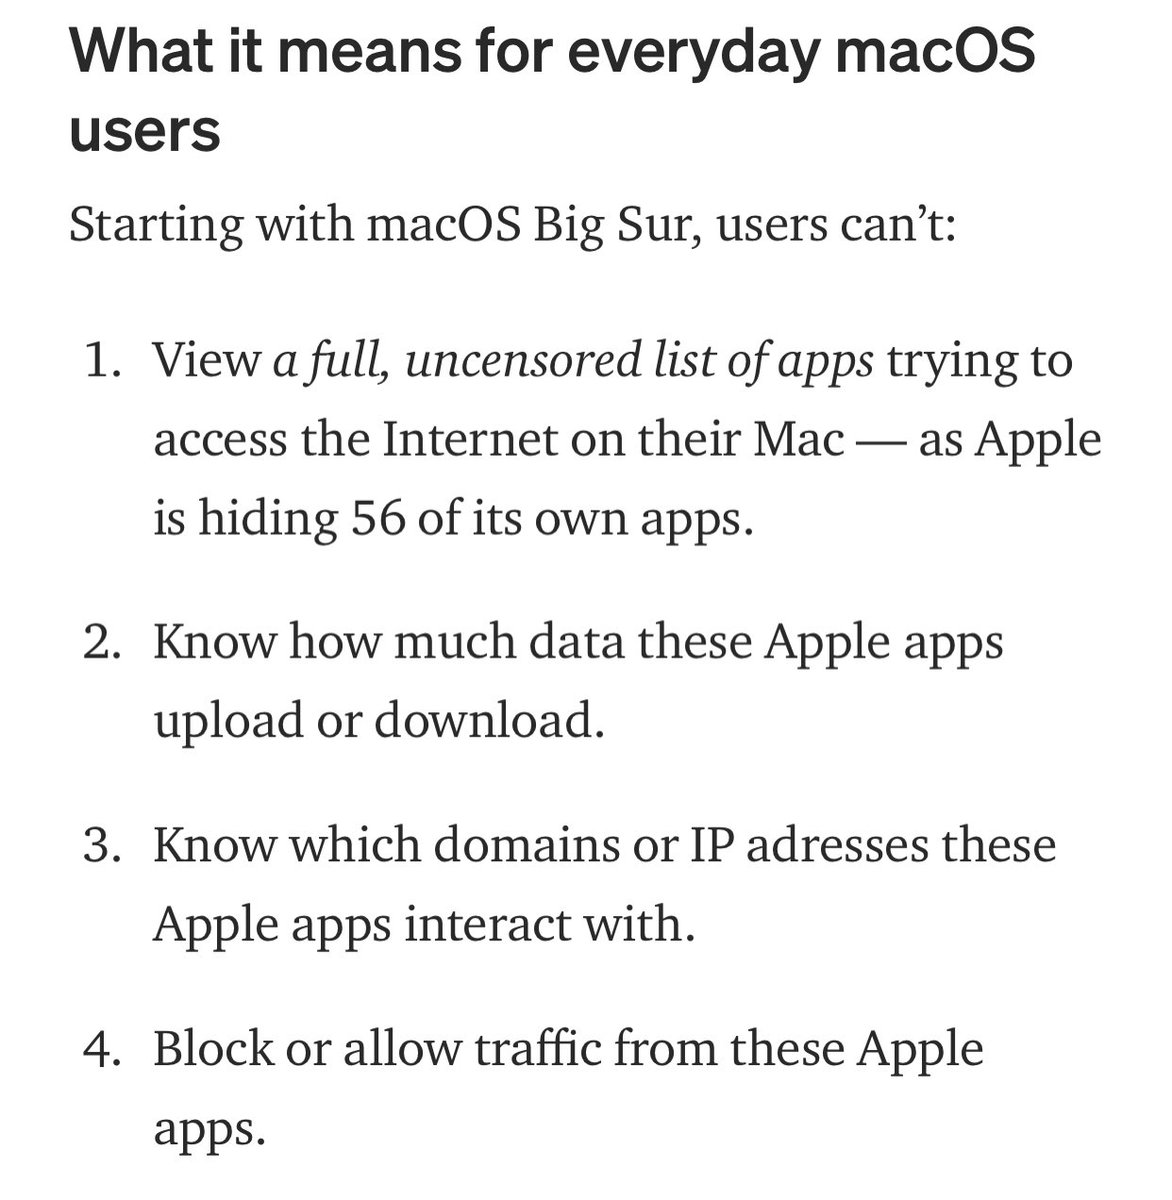 What it means for everyday macOS
users
Starting with macOS Big Sur, users can’t:
1. View a full, uncensored list of apps trying to
access the Internet on their Mac — as Apple
is hiding 56 of its own apps.
2. Know how much data these Apple apps
upload or download.
3. Know which domains or IP adresses these
Apple apps interact with.
4. Block or allow traffic from these Apple
apps.